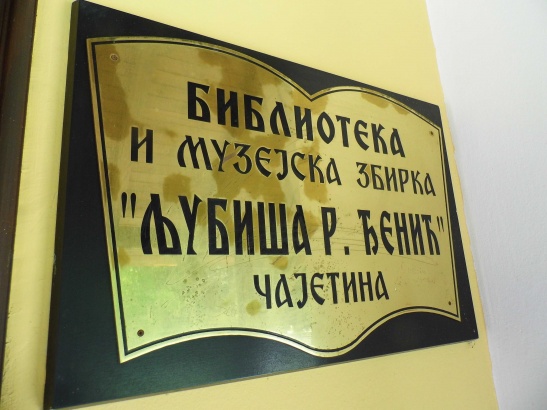 БИБЛИОТЕКА
И МУЗЕЈСКА ЗБИРКА
"ЉУБИША Р. ЂЕНИЋ"
ЧАЈЕТИНА